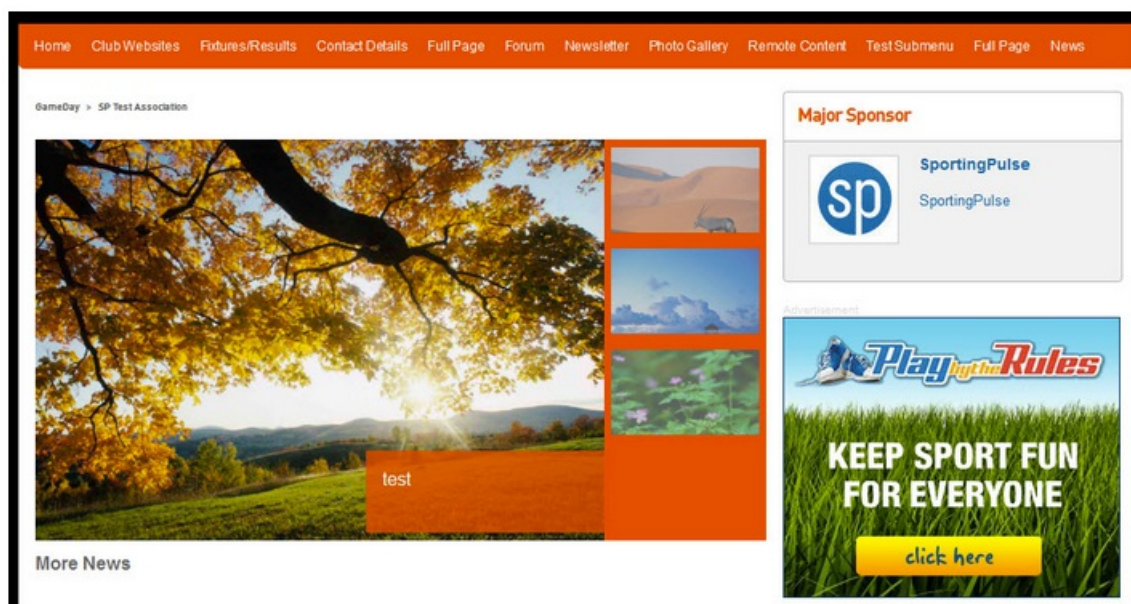 Home Club Websites Fixtures/Results Contact Details Full Page Forum Newsletter Photo Gallery Remote Content Test Submenu Full Page News
GameDay > SP Test Association
test
More News
Major Sponsor
sp
SportingPulse
SportingPulse
Advertisement
Play by the Rules
KEEP SPORT FUN
FOR EVERYONE
click here